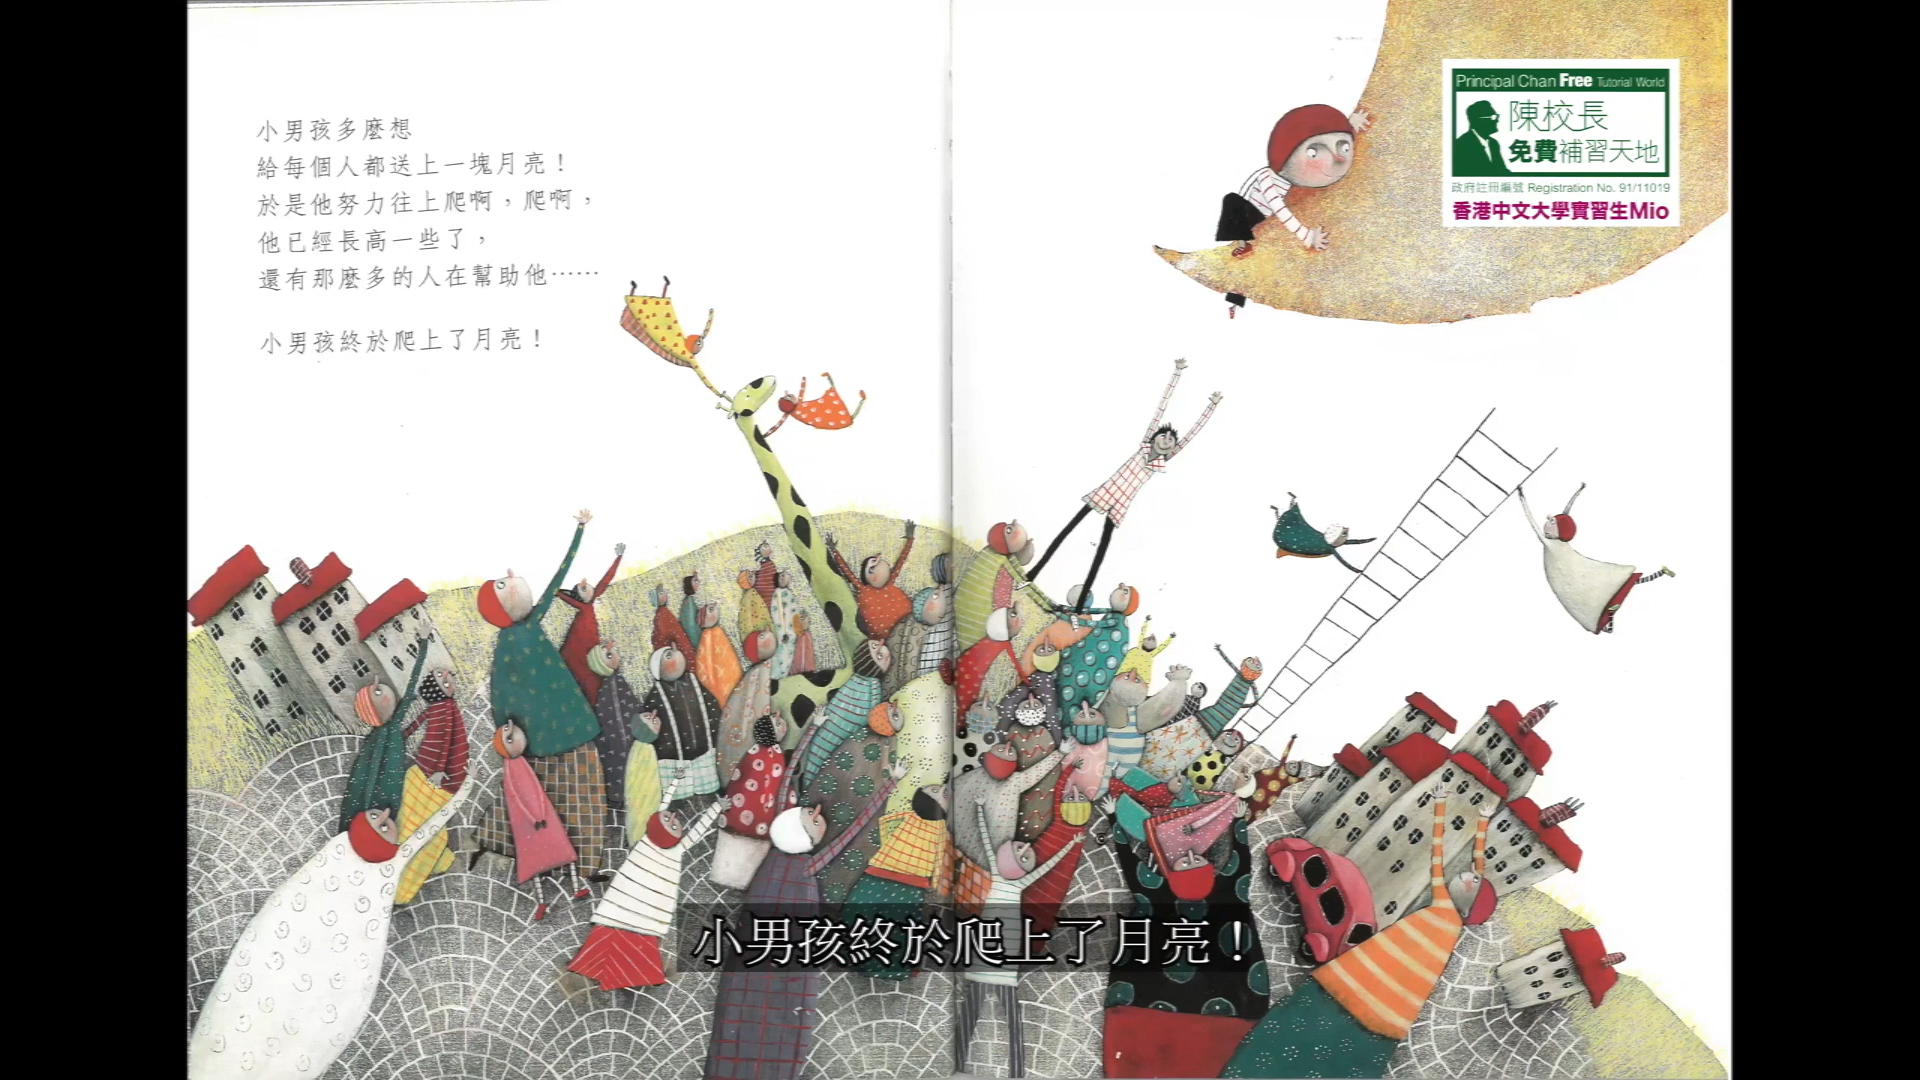 小男孩多麼想
給每個人都送上一塊月亮！
於是他努力往上爬啊，爬啊，
他已經長高一些了，
還有那麼多的人在幫助他……
小男孩終於爬上了月亮！
Principal Chan Free Tutorial World
陳校長
免費補習天地
政府註冊編號 Registration No. 91/11019
香港中文大學實習生Mio
小男孩終於爬上了月亮！